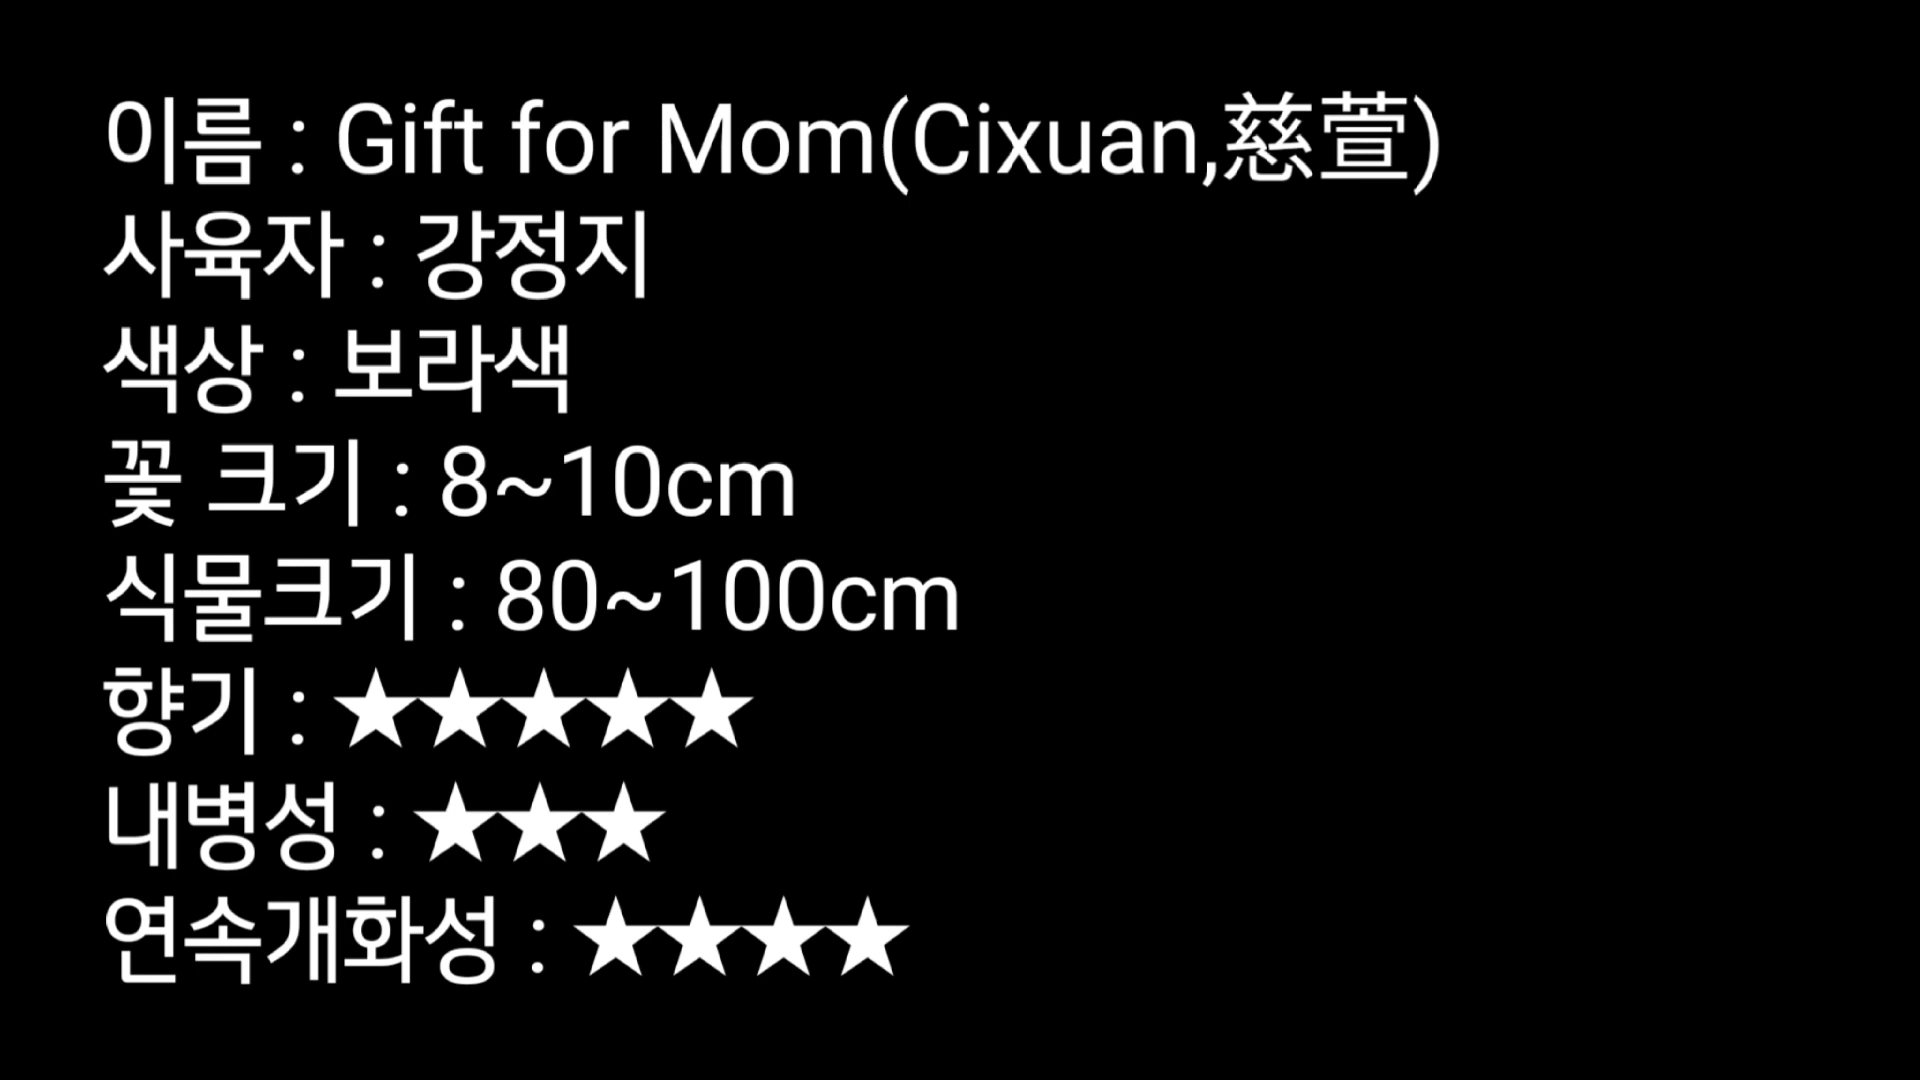 이름 : Gift for Mom(Cixuan,慈萱)
사육자 : 강정지
색상 : 보라색
꽃 크기 : 8~10cm
식물크기 : 80~100cm
향기 : ★★★★★
내병성 : ★★★
연속개화성 : ★★★★